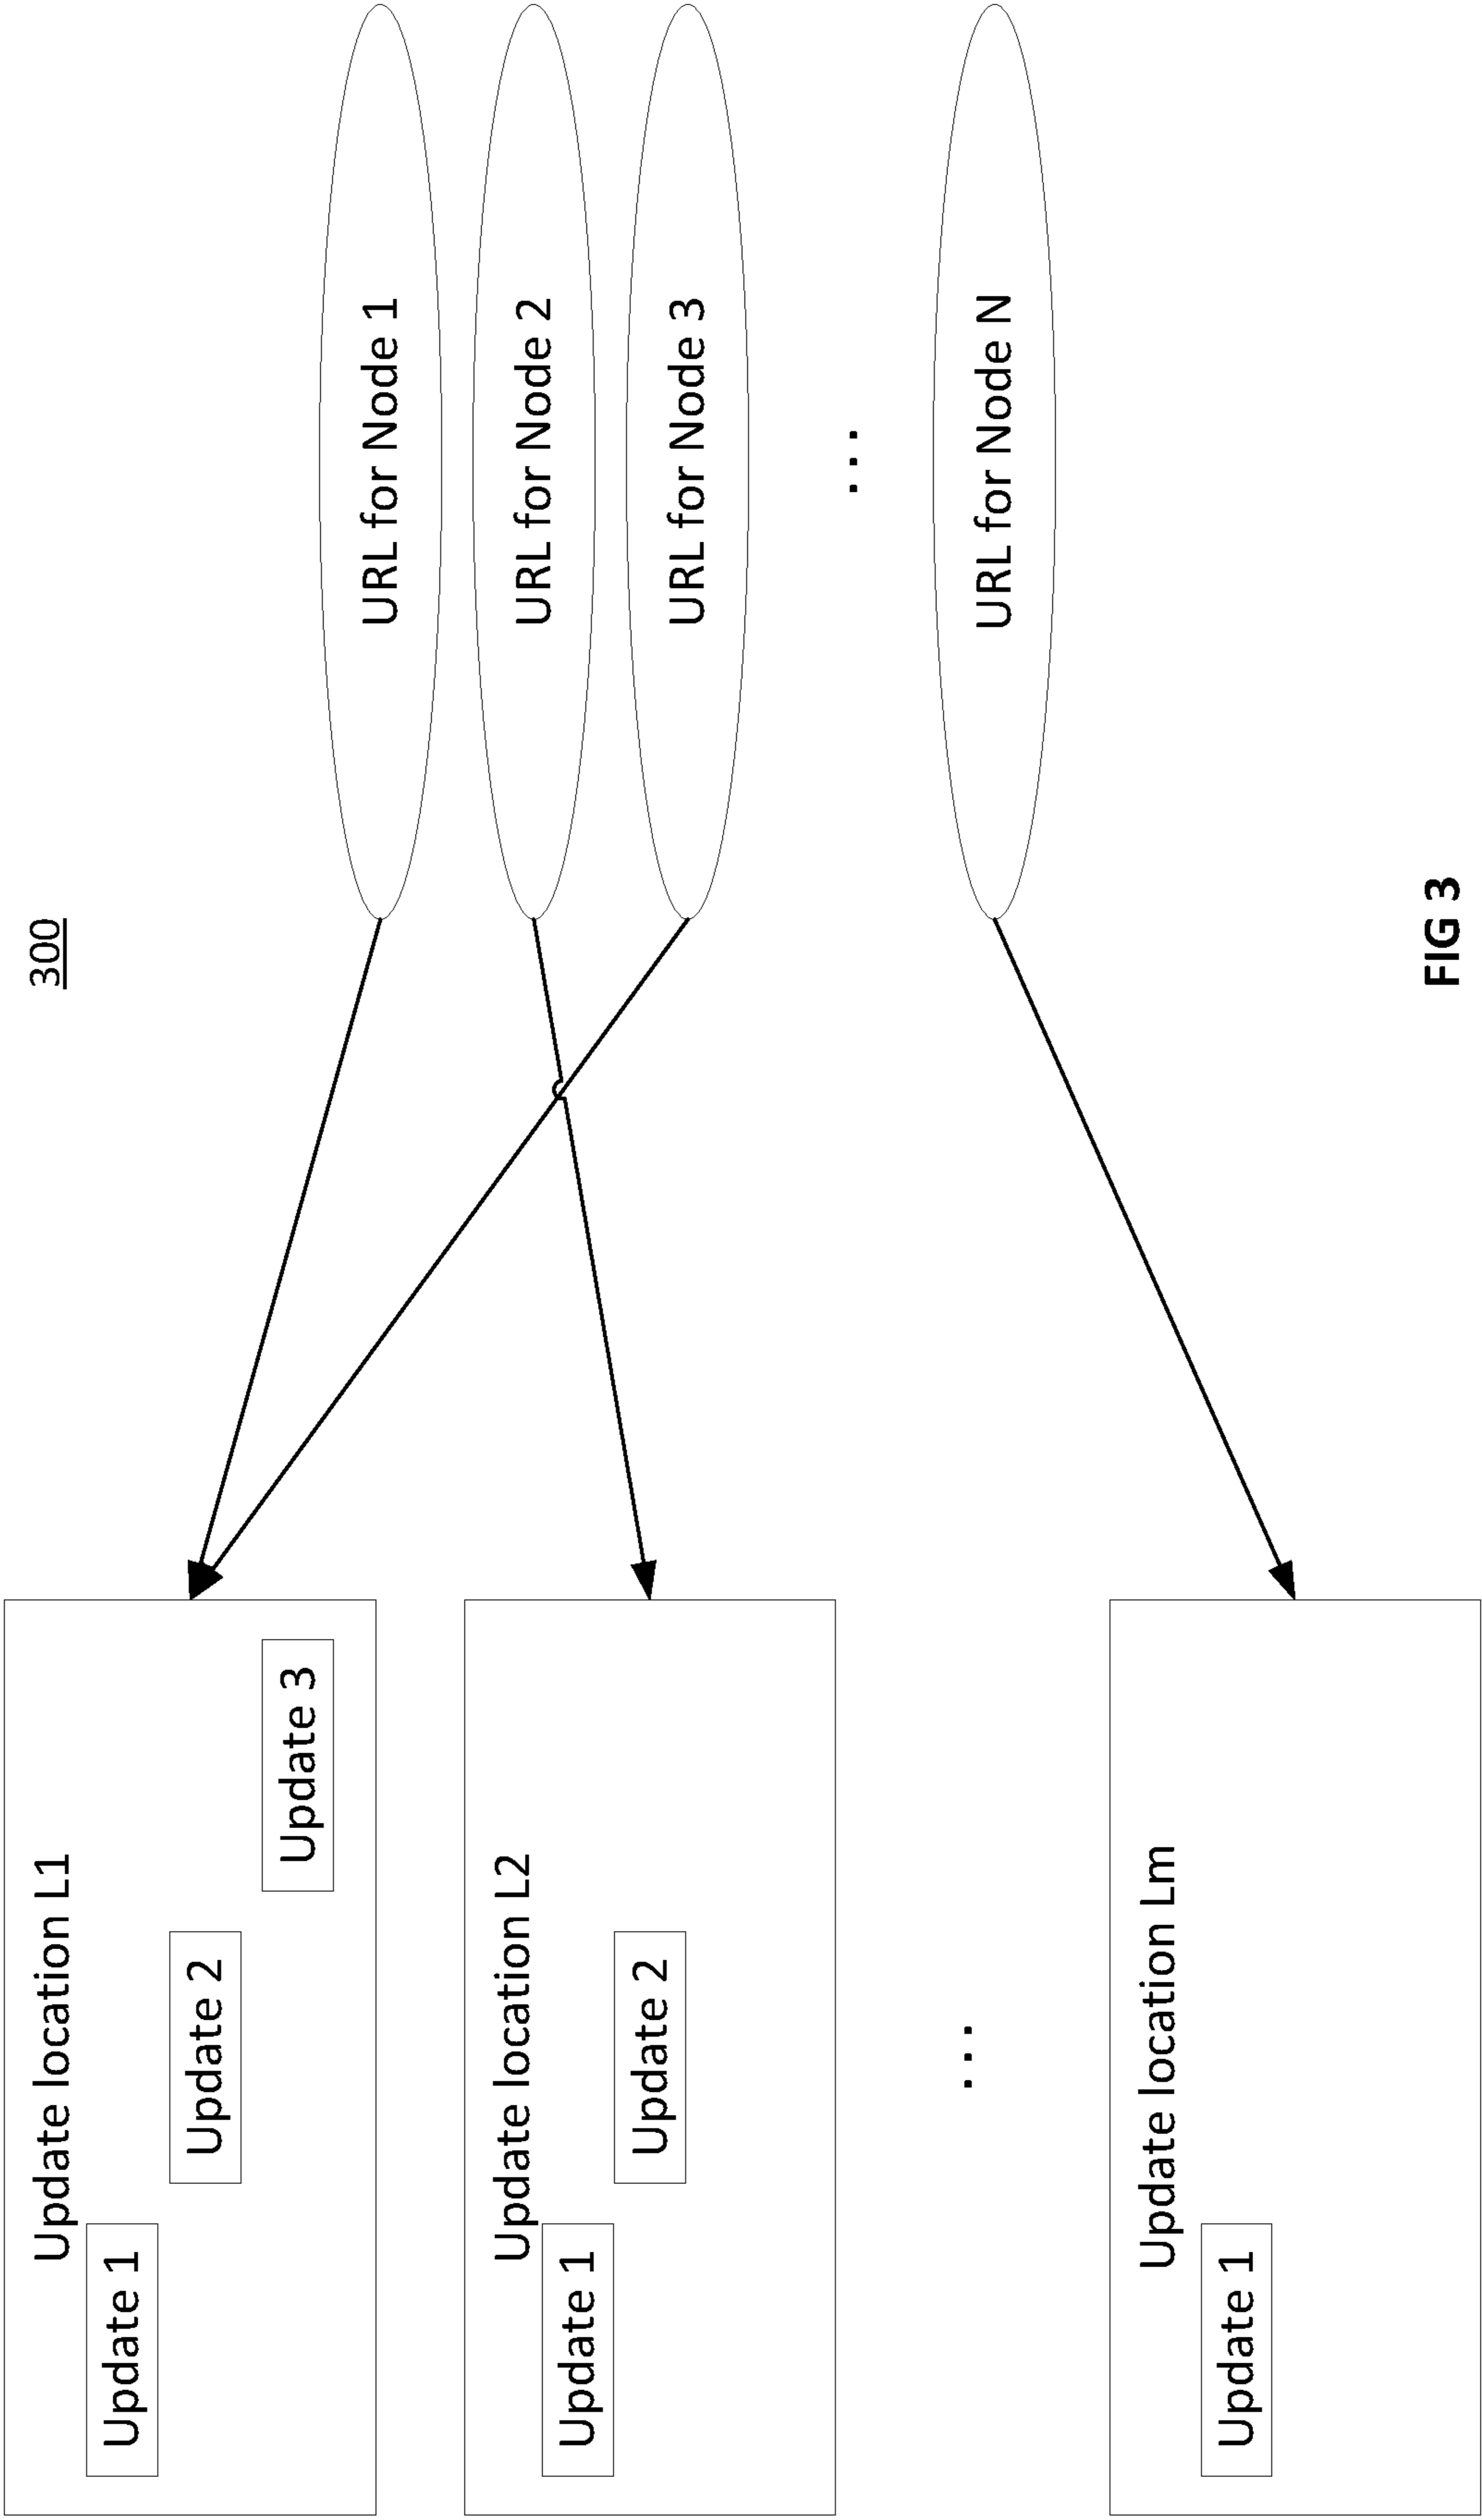 300
Update location L1
Update 1
Update 2
Update 3
Update location L2
Update 1
Update 2
...
Update location Lm
Update 1
URL for Node 1
URL for Node 2
URL for Node 3
...
URL for Node N
FIG 3